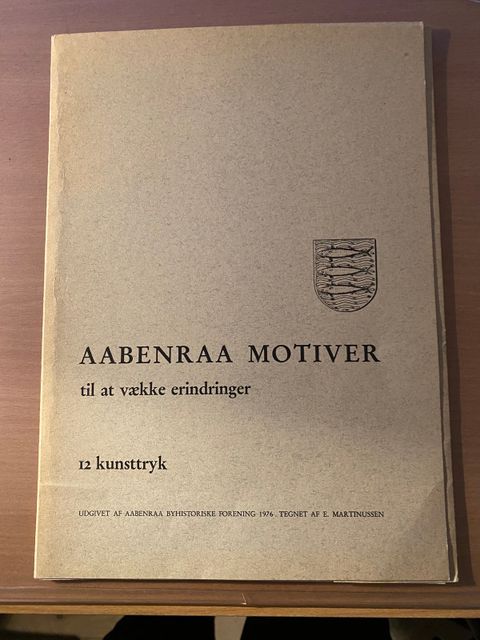 AABENRAA MOTIVER
til at vække erindringer
12 kunsttryk
UDGIVET AF AABENRAA BYHISTORISKE FORENING 1976. TEGNET AF E. MARTINUSSEN